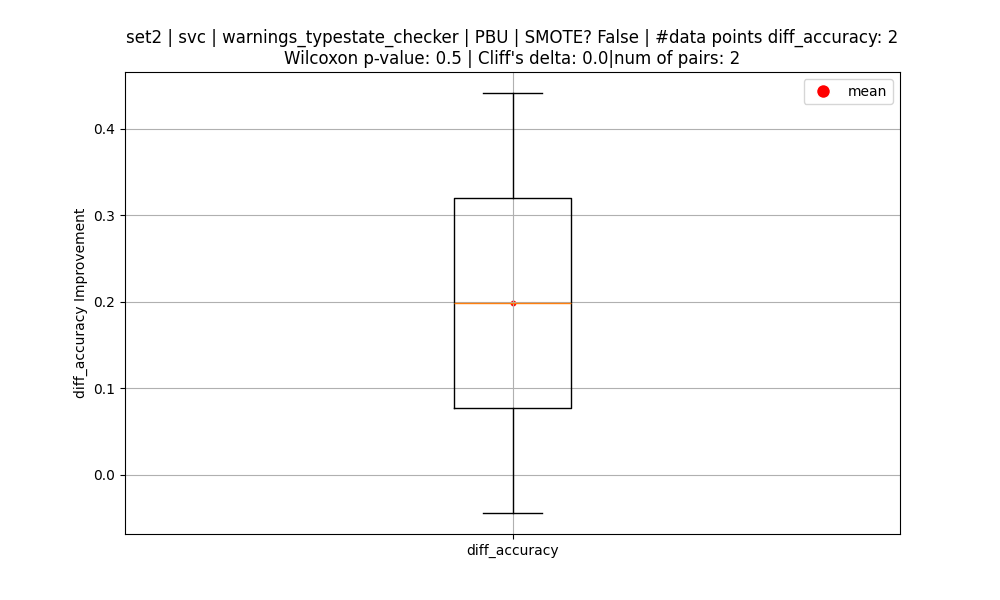 set2 | svc | warnings_typestate_checker | PBU | SMOTE? False | #data points diff_accuracy: 2
Wilcoxon p-value: 0.5 | Cliff's delta: 0.0|num of pairs: 2
mean
0.4
0.3
0.2
0.1
0.0
diff_accuracy Improvement
diff_accuracy